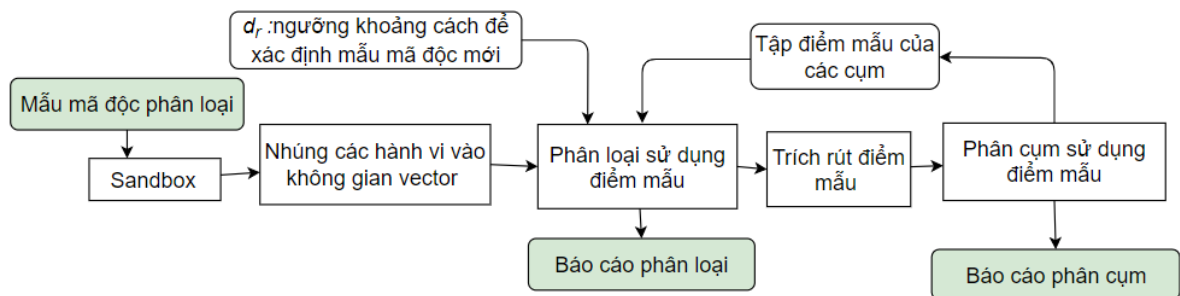 dᵣ :ngưỡng khoảng cách để
xác định mẫu mã độc mới
Tập điểm mẫu của
các cụm
Mẫu mã độc phân loại
Sandbox
Nhúng các hành vi vào
không gian vector
Phân loại sử dụng
điểm mẫu
Trích rút điểm
mẫu
Phân cụm sử dụng
điểm mẫu
Báo cáo phân loại
Báo cáo phân cụm